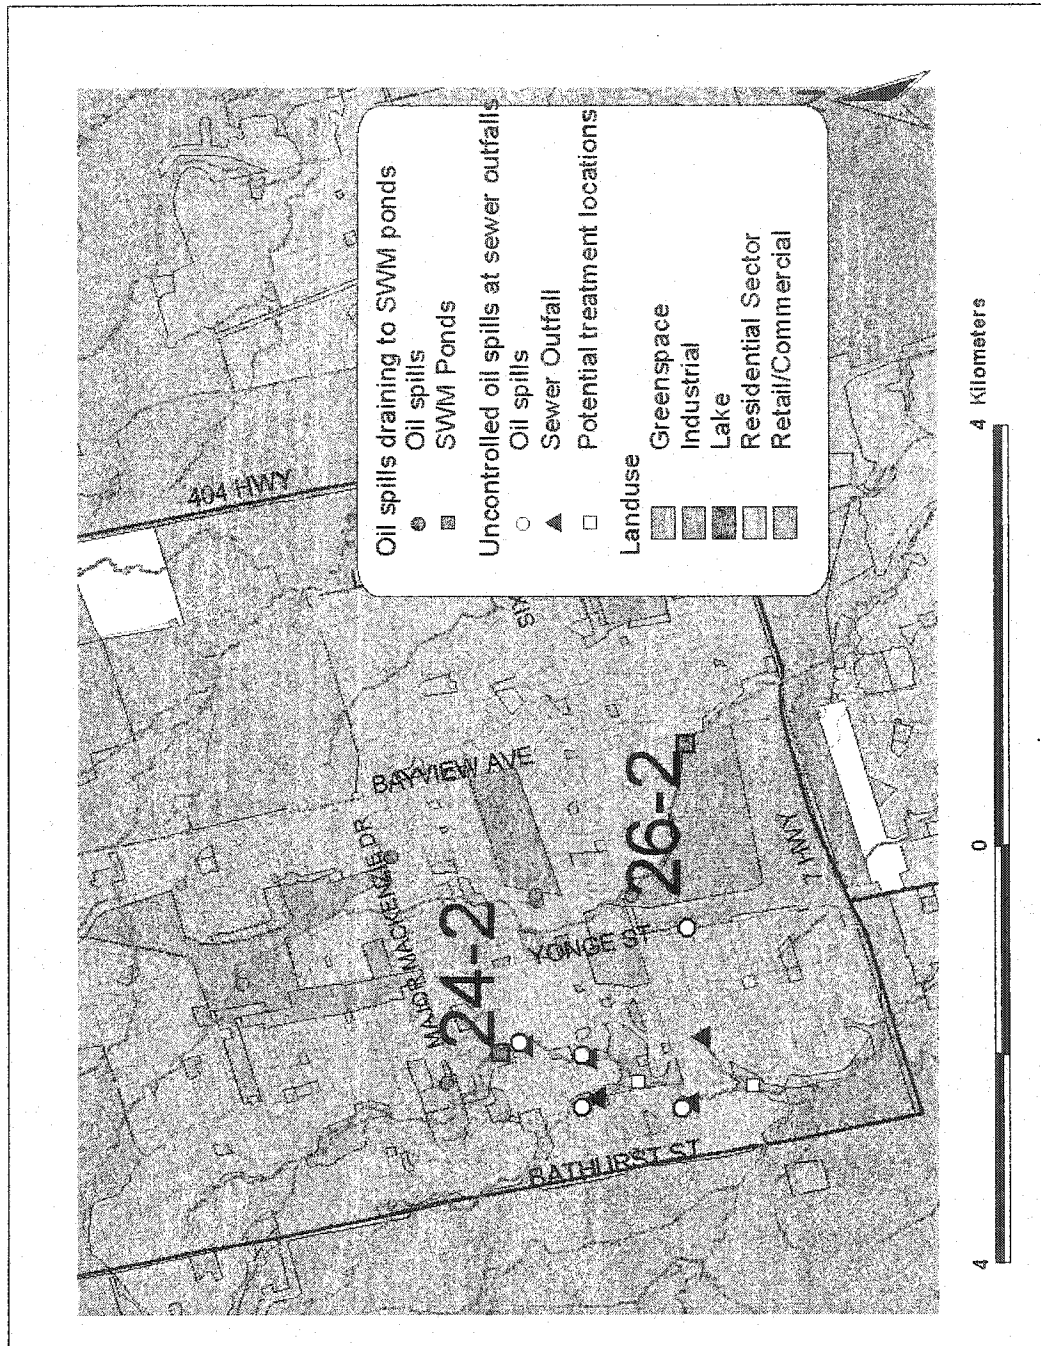 404 HWY
BAYVIEW AVE
MAJOR MACKENZIE DR
24-2
26-2
YONGE ST
7 HWY
BATHURST ST
SIX
Oil spills draining to SWM ponds
Oil spills
SWM Ponds
Uncontrolled oil spills at sewer outfalls
Oil spills
Sewer Outfall
Potential treatment locations
Landuse
Greenspace
Industrial
Lake
Residential Sector
Retail/Commercial
4 0 4 Kilometers